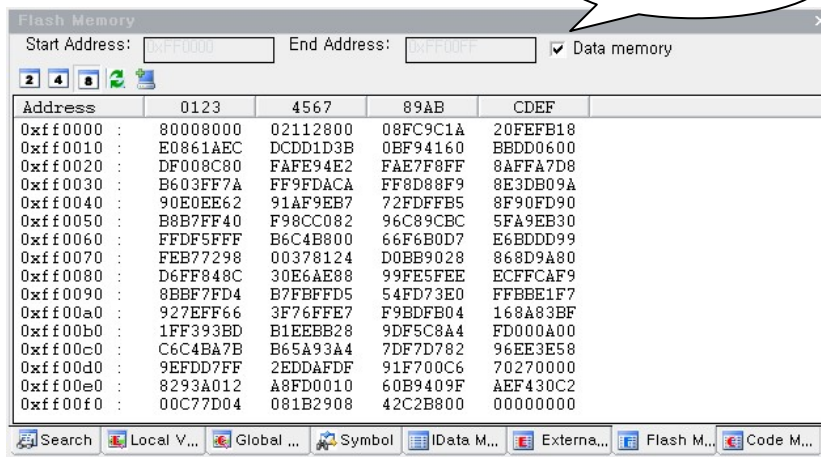 Flash Memory
Start Address: 0xFF0000 End Address: 0xFF00FF Data memory
2 4 8
Address 0123 4567 89AB CDEF
0xff0000 : 80008000 02112800 08FC9C1A 20FEFB18
0xff0010 : E0861AEC DCDD1D3B 0BF94160 BBDD0600
0xff0020 : DF008C80 FAFE94E2 FAE7F8FF 8AFFA7D8
0xff0030 : B603FF7A FF9FDACA FF8D88F9 8E3DB09A
0xff0040 : 90E0EE62 91AF9EB7 72FDFFB5 8F90FD90
0xff0050 : B8B7FF40 F98CC082 96C89CBC 5FA9EB30
0xff0060 : FFDF5FFF B6C4B800 66F6B0D7 E6BDDD99
0xff0070 : FEB77298 00378124 D0BB9028 868D9A80
0xff0080 : D6FF848C 30E6AE88 99FE5FEE ECFFCAF9
0xff0090 : 8BBF7FD4 B7FBFFD5 54FD73E0 FFBBE1F7
0xff00a0 : 927EFF66 3F76FFE7 F9BDFB04 168A83BF
0xff00b0 : 1FF393BD B1EEBB28 9DF5C8A4 FD000A00
0xff00c0 : C6C4BA7B B65A93A4 7DF7D782 96EE3E58
0xff00d0 : 9EFDD7FF 2EDDAFDF 91F700C6 70270000
0xff00e0 : 8293A012 A8FD0010 60B9409F AEF430C2
0xff00f0 : 00C77D04 081B2908 42C2B800 00000000
Search Local V... Global ... Symbol IData M... Externa... Flash M... Code M...